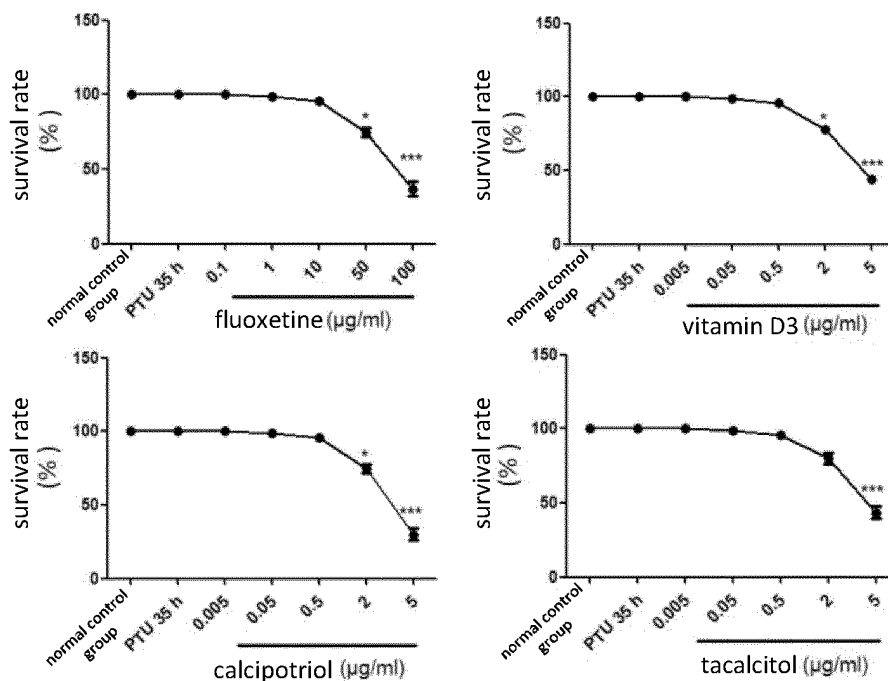 150
100
50
0
survival rate
(%)
*
***
normal control
group
PTU 35 h
0.1
1
10
50
100
fluoxetine (µg/ml)
150
100
50
0
survival rate
(%)
*
***
normal control
group
PTU 35 h
0.005
0.05
0.5
2
5
vitamin D3 (µg/ml)
150
100
50
0
survival rate
(%)
*
***
normal control
group
PTU 35 h
0.005
0.05
0.5
2
5
calcipotriol (µg/ml)
150
100
50
0
survival rate
(%)
***
normal control
group
PTU 35 h
0.005
0.05
0.5
2
5
tacalcitol (µg/ml)